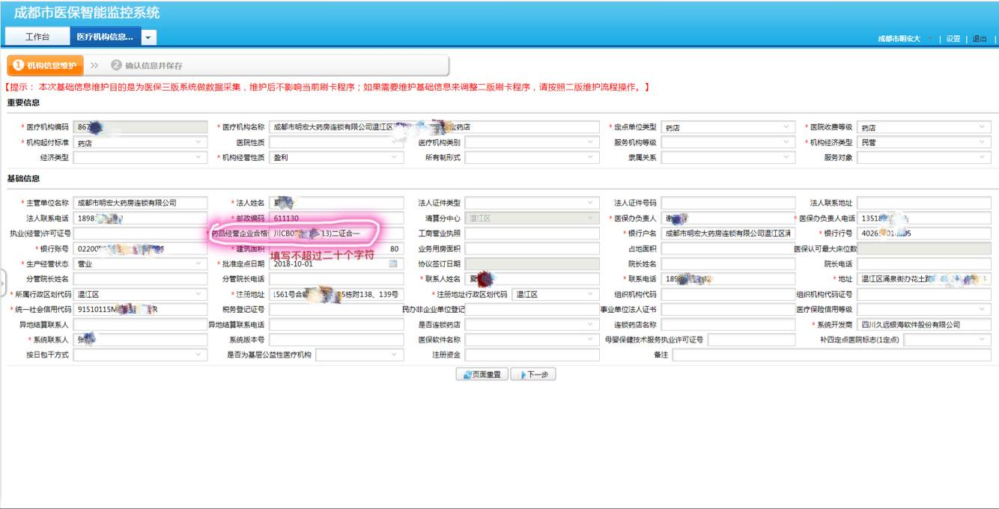 成都市医保智能监控系统
工作台 医疗机构信息... 成都市明宏大 | 设置 | 退出 |
1 机构信息维护 >> 2 确认信息并保存
【提示： 本次基础信息维护目的是为医保三版系统做数据采集，维护后不影响当前刷卡程序；如果需要维护基础信息来调整二版刷卡程序，请按照二版维护流程操作。】
重要信息
* 医疗机构编码 867 * 医疗机构名称 成都市明宏大药房连锁有限公司温江区 药店 * 定点单位类型 药店 * 医院收费等级 药店
* 机构起付标准 药店 医院性质 医疗机构类别 服务机构等级 * 机构经济类型 民营
经济类型 * 机构经营性质 盈利 所有制形式 隶属关系 服务对象
基础信息
* 主管单位名称 成都市明宏大药房连锁有限公司 * 法人姓名 夏 法人证件类型 法人证件号码 法人联系地址
法人联系电话 1898 * 邮政编码 611130 清算分中心 温江区 * 医保办负责人 谢 * 医保办负责人电话 13518
执业(经营)许可证号 * 药品经营企业合格 川CB0 13)二证合一 工商营业执照 * 银行户名 成都市明宏大药房连锁有限公司温江区 * 银行行号 4026
* 银行账号 02200 * 建筑面积 80 业务用房面积 占地面积 医保认可最大床位数
填写不超过二十个字符
* 生产经营状态 营业 * 批准定点日期 2018-10-01 协议签订日期 院长姓名 院长电话
分管院长姓名 分管院长电话 * 联系人姓名 夏 * 联系电话 189 * 地址 温江区涌泉街办花土路
* 所属行政区划代码 温江区 * 注册地址 561号合 5栋附138、139号 * 注册地址行政区划代码 温江区 组织机构代码 组织机构代码证号
* 统一社会信用代码 91510115M R 税务登记证号 民办非企业单位登记 事业单位法人证书 医疗保险信用等级
异地结算联系人 异地结算联系电话 是否连锁药店 连锁药店名称 * 系统开发商 四川久远银海软件股份有限公司
* 系统联系人 张 系统版本号 医保软件名称 母婴保健技术服务执业许可证号 补四定点医院标志(1定点)
按日包干方式 是否为基层公益性医疗机构 注册资金 备注
页面重置 下一步